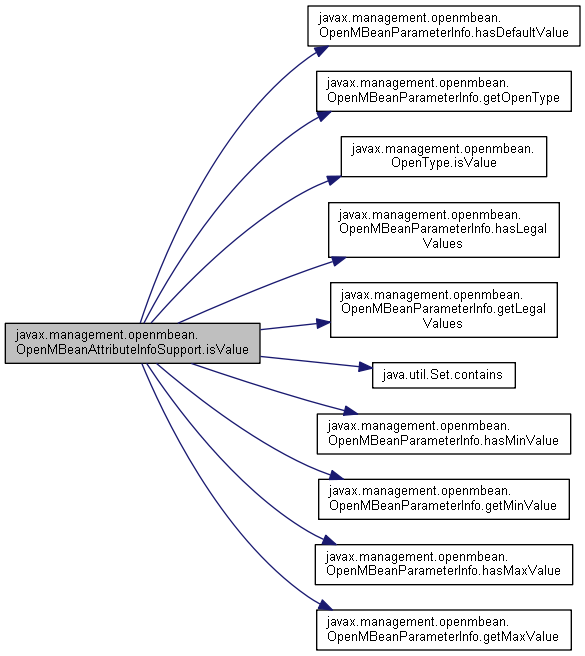 javax.management.openmbean.
OpenMBeanParameterInfo.hasDefaultValue
javax.management.openmbean.
OpenMBeanParameterInfo.getOpenType
javax.management.openmbean.
OpenType.isValue
javax.management.openmbean.
OpenMBeanParameterInfo.hasLegal
Values
javax.management.openmbean.
OpenMBeanParameterInfo.getLegal
Values
javax.management.openmbean.
OpenMBeanAttributeInfoSupport.isValue
java.util.Set.contains
javax.management.openmbean.
OpenMBeanParameterInfo.hasMinValue
javax.management.openmbean.
OpenMBeanParameterInfo.getMinValue
javax.management.openmbean.
OpenMBeanParameterInfo.hasMaxValue
javax.management.openmbean.
OpenMBeanParameterInfo.getMaxValue